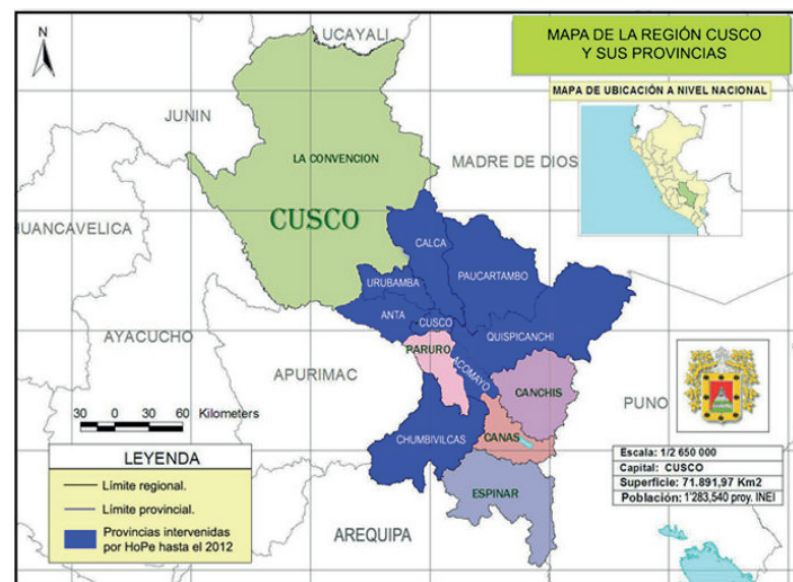 N
UCAYALI
MAPA DE LA REGIÓN CUSCO
Y SUS PROVINCIAS
MAPA DE UBICACIÓN A NIVEL NACIONAL
JUNIN
LA CONVENCION
MADRE DE DIOS
CUSCO
HUANCAVELICA
CALCA
PAUCARTAMBO
URUBAMBA
ANTA
CUSCO
QUISPICANCHI
AYACUCHO
PARURO
ACOMAYO
APURIMAC
CANCHIS
PUNO
30 0 30 60 Kilometers
CHUMBIVILCAS
CANAS
LEYENDA
Límite regional.
Límite provincial.
Provincias intervenidas
por HoPe hasta el 2012
ESPINAR
AREQUIPA
Escala: 1/2 650 000
Capital: CUSCO
Superficie: 71.891,97 Km2
Población: 1'283,540 proy. INEI